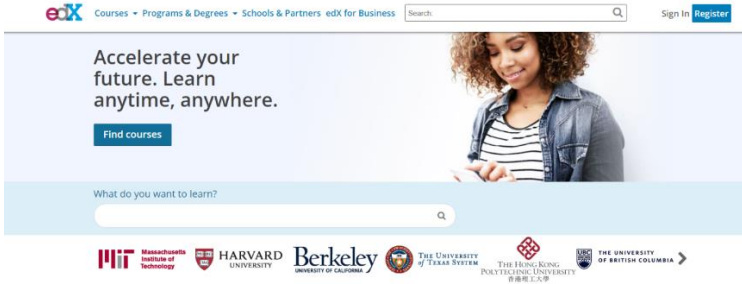 edX Courses Programs & Degrees Schools & Partners edX for Business Search Sign In Register
Accelerate your
future. Learn
anytime, anywhere.
Find courses
What do you want to learn?
Massachusetts
Institute of
Technology
HARVARD
UNIVERSITY
Berkeley
UNIVERSITY OF CALIFORNIA
THE UNIVERSITY
of TEXAS SYSTEM
THE HONG KONG
POLYTECHNIC UNIVERSITY
香港理工大學
UBC
THE UNIVERSITY
OF BRITISH COLUMBIA